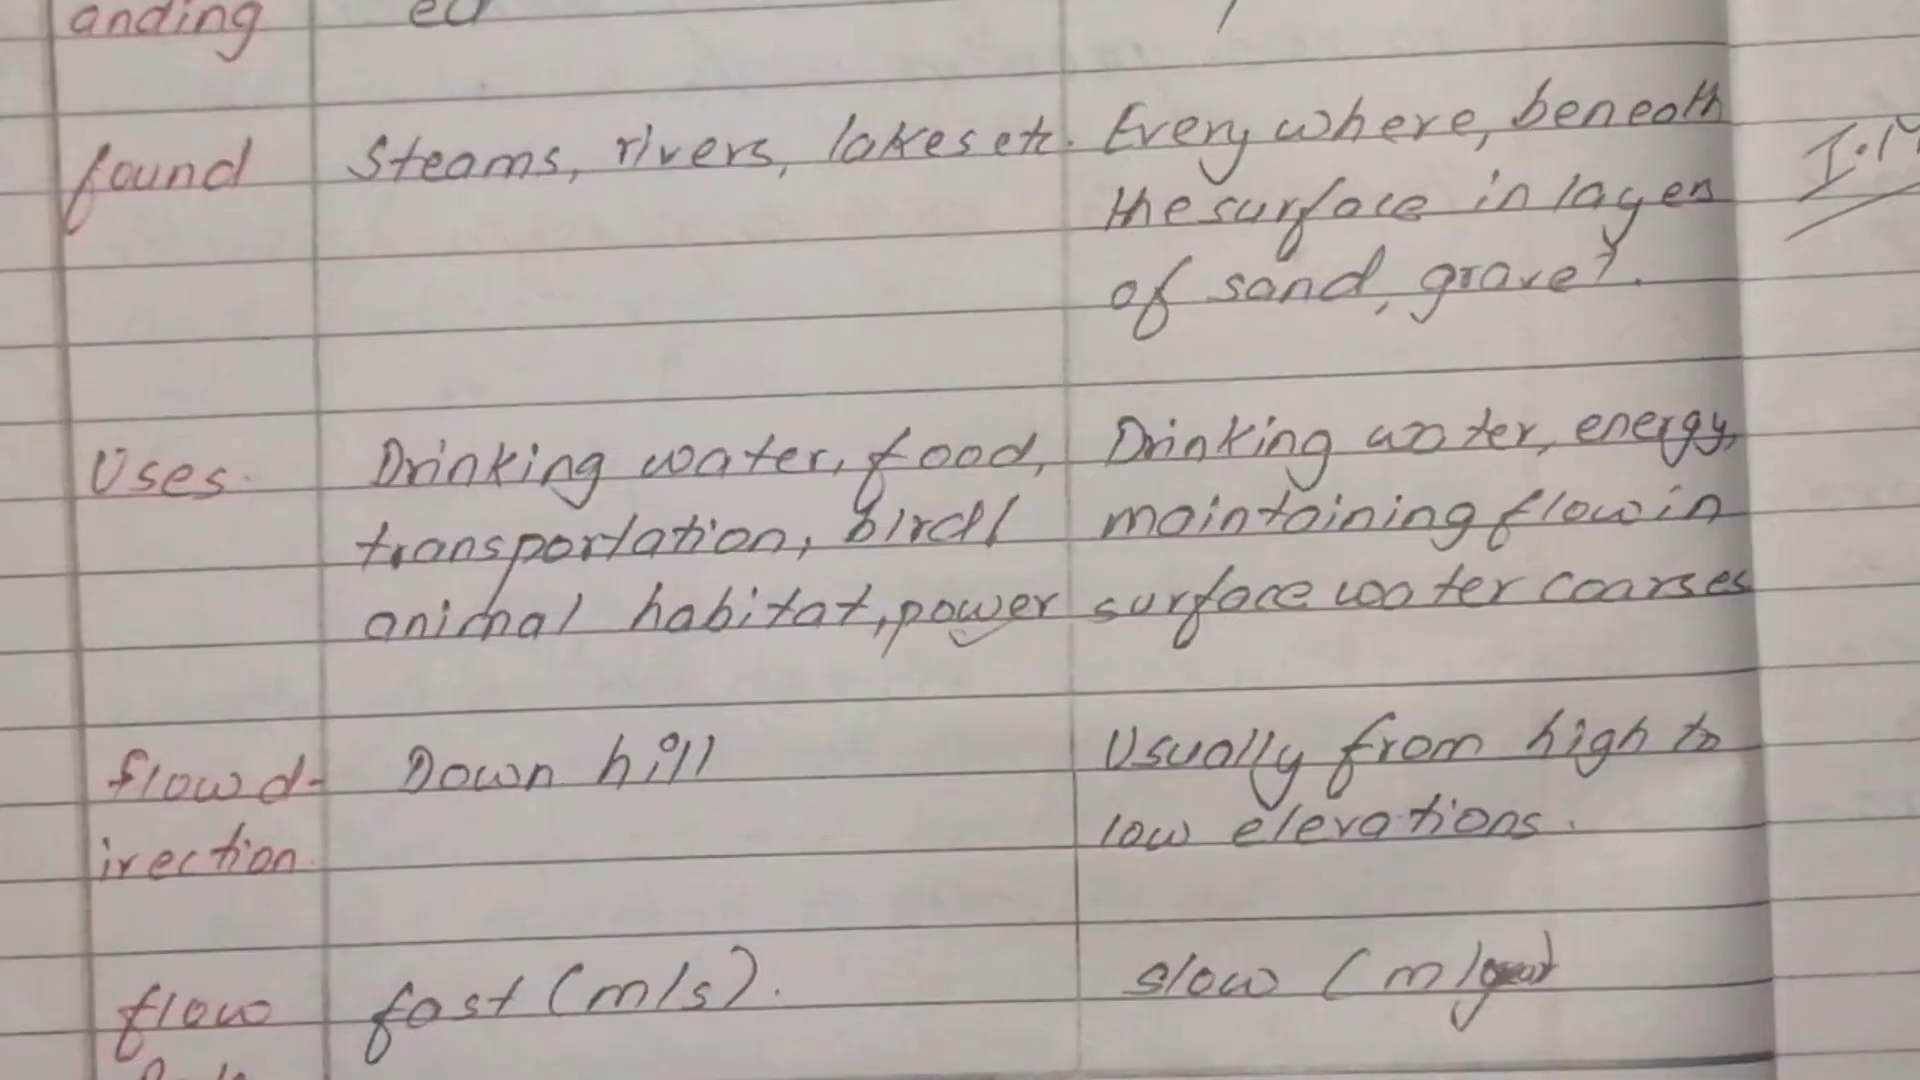 anding
found Steams, rivers, lakes etc. Every where, beneath
the surface in layers
of sand, gravel.
Uses. Drinking water, food, Drinking water, energy,
transportation, bird/ maintaining flow in
animal habitat, power surface water coarses
flow d- Down hill Usually from high to
irection. low elevations.
flow fast (m/s). slow (m/year)